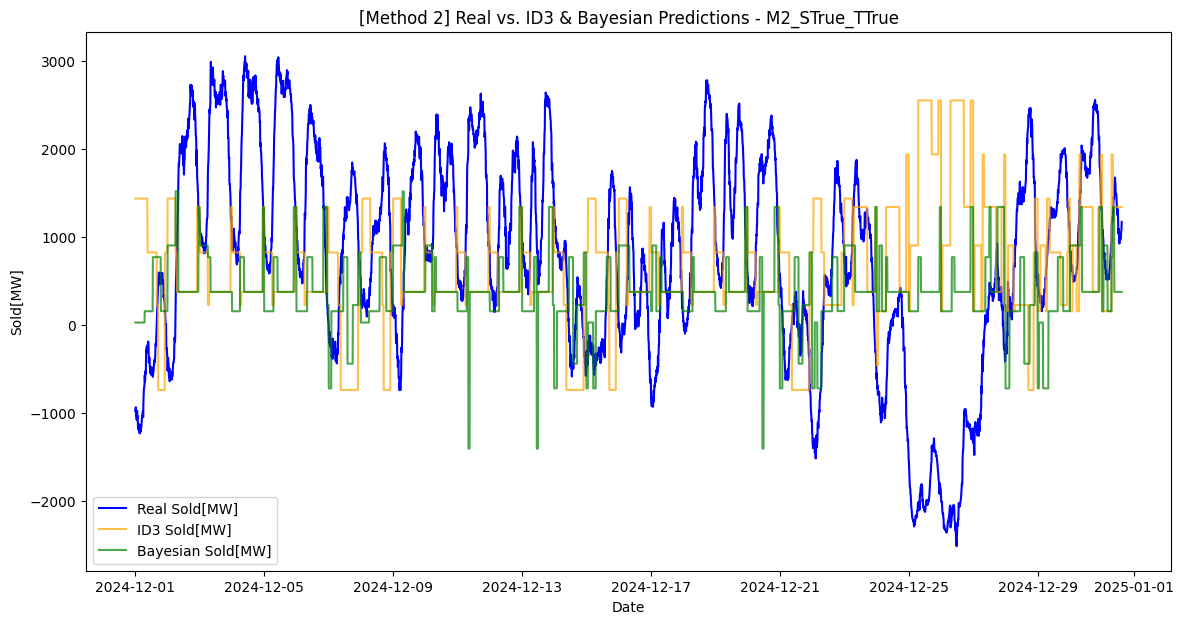 [Method 2] Real vs. ID3 & Bayesian Predictions - M2_STrue_TTrue
Sold[MW]
3000
2000
1000
0
−1000
−2000
Real Sold[MW]
ID3 Sold[MW]
Bayesian Sold[MW]
2024-12-01 2024-12-05 2024-12-09 2024-12-13 2024-12-17 2024-12-21 2024-12-25 2024-12-29 2025-01-01
Date